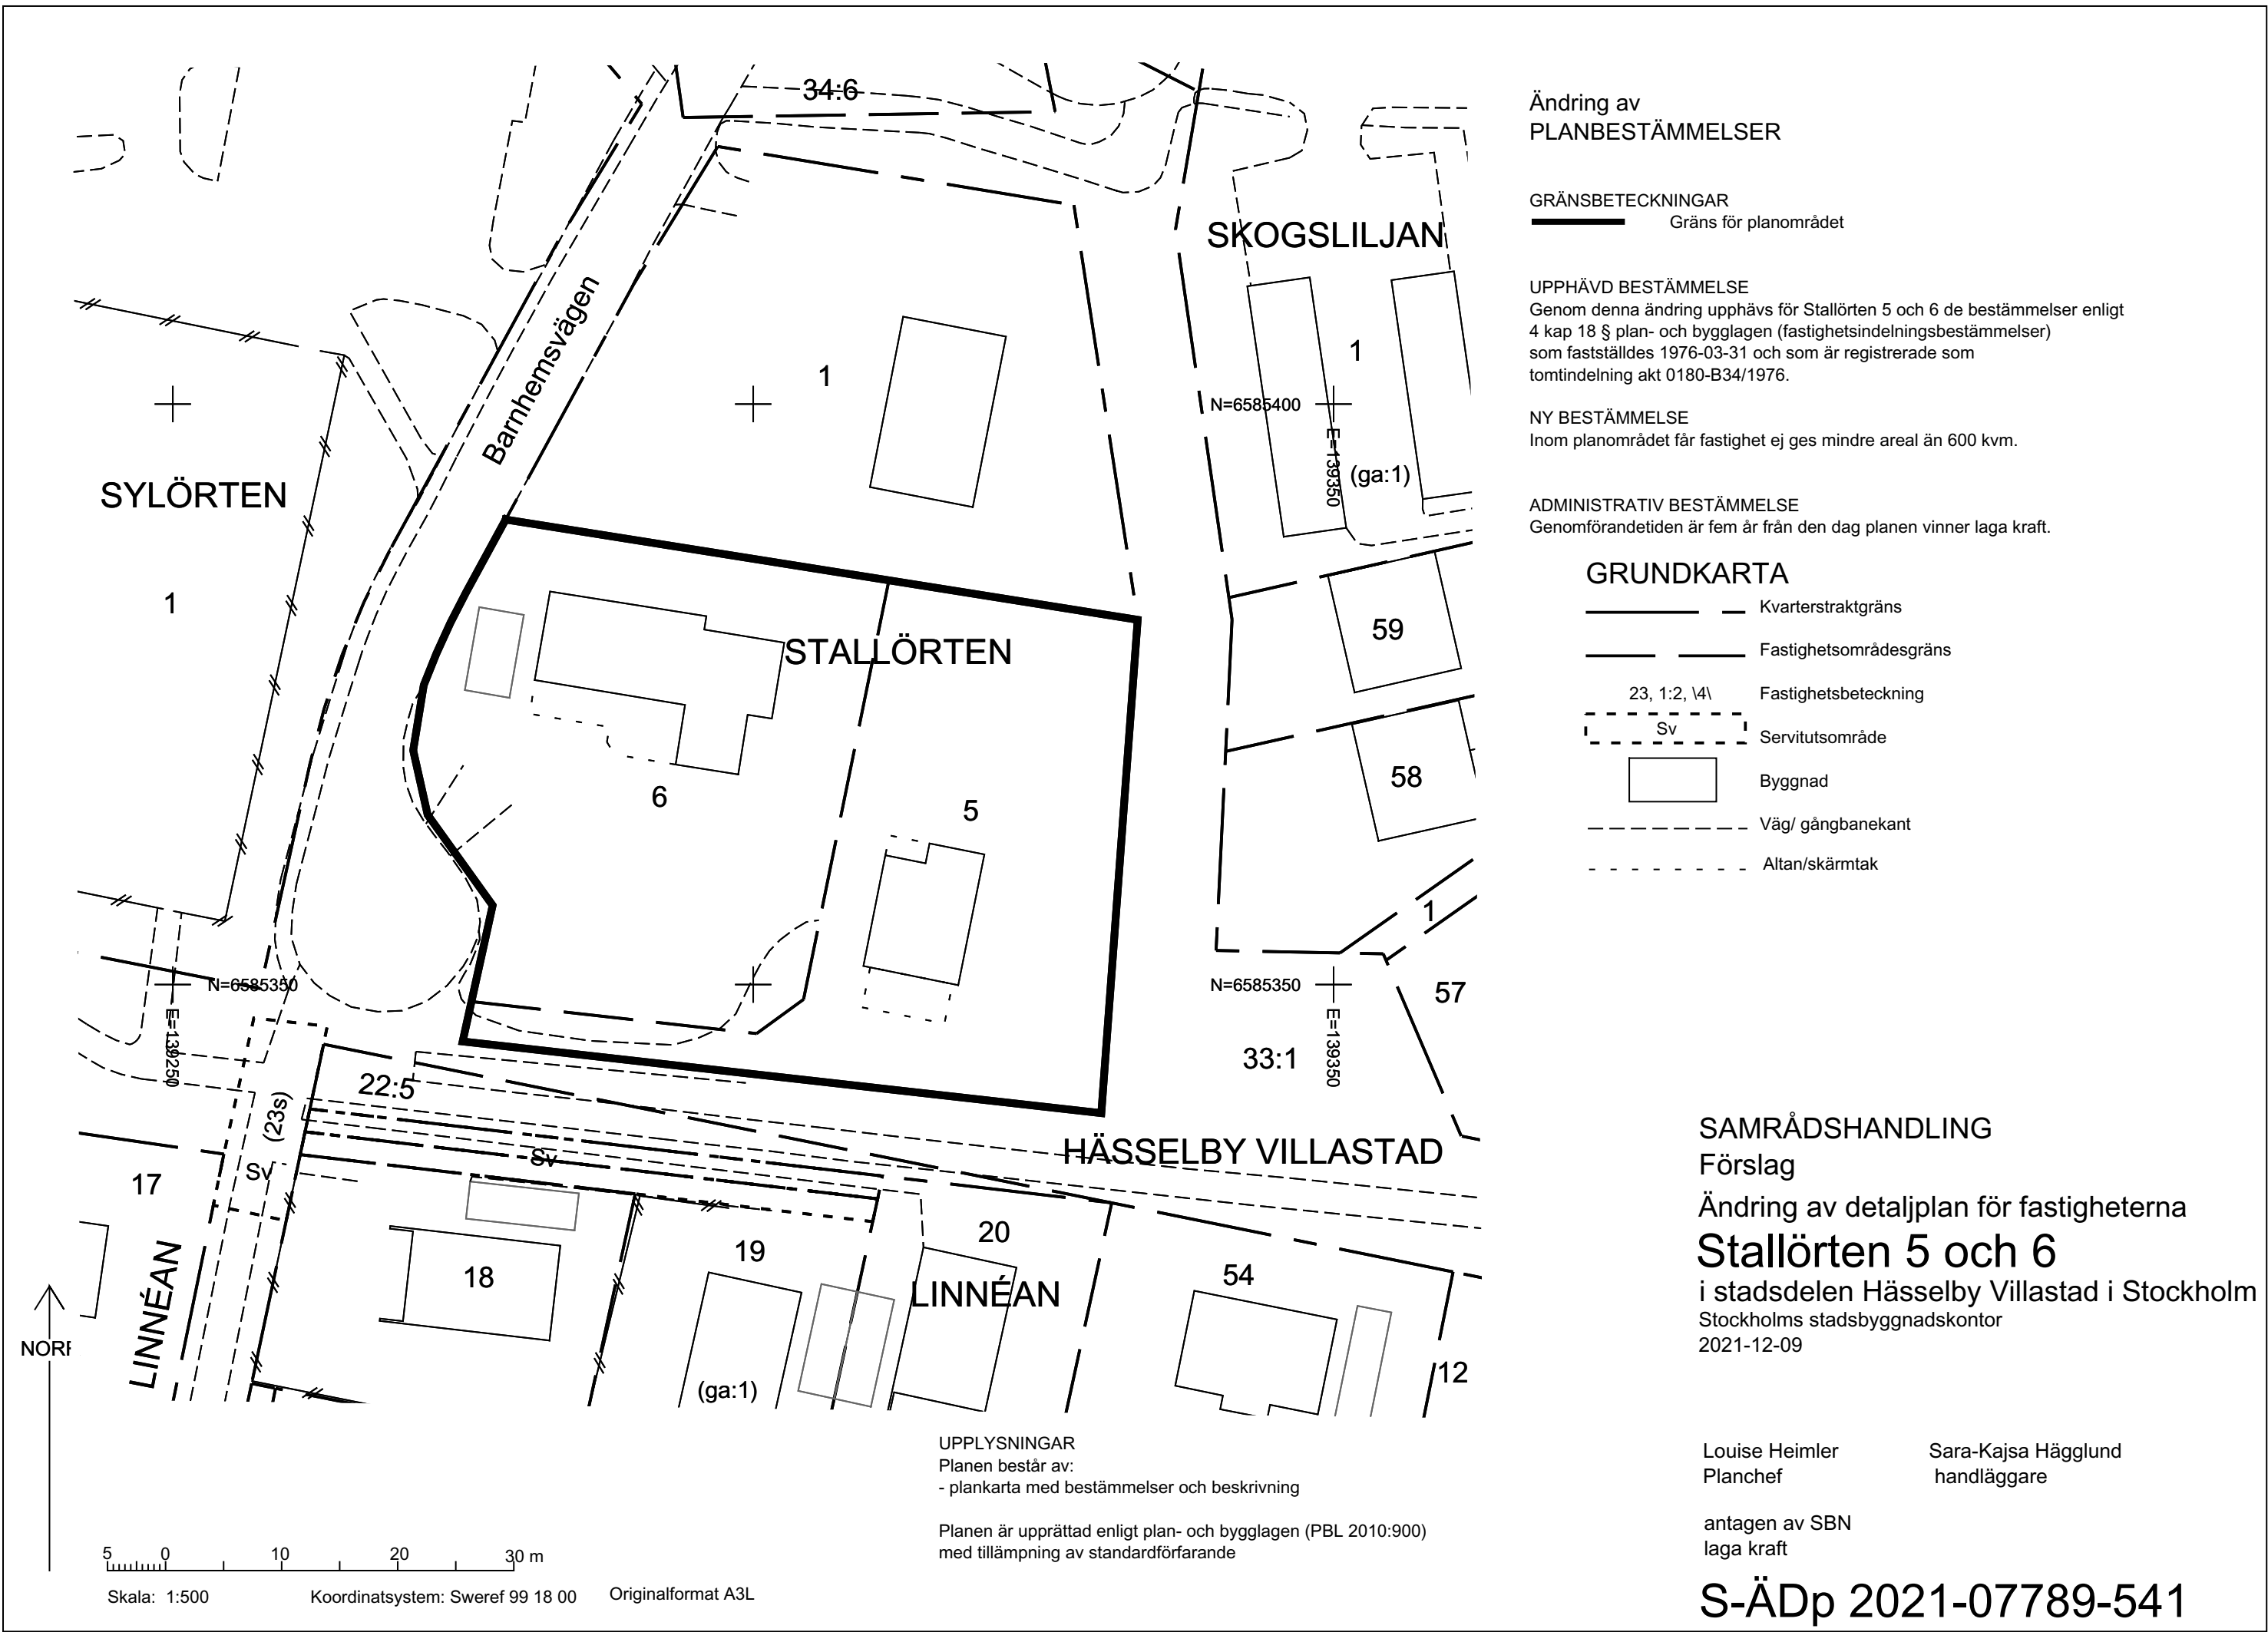 34:6
Barnhemsvägen
SKOGSLILJAN
1
1
N=6585400
E=139350
(ga:1)
SYLÖRTEN
1
STALLÖRTEN
59
58
6
5
1
57
N=6585350
E=139250
N=6585350
E=139350
33:1
22:5
(23s)
Sv
Sv
HÄSSELBY VILLASTAD
17
18
19
20
54
12
LINNÉAN
LINNÉAN
(ga:1)
Ändring av
PLANBESTÄMMELSER
GRÄNSBETECKNINGAR
Gräns för planområdet
UPPHÄVD BESTÄMMELSE
Genom denna ändring upphävs för Stallörten 5 och 6 de bestämmelser enligt
4 kap 18 § plan- och bygglagen (fastighetsindelningsbestämmelser)
som fastställdes 1976-03-31 och som är registrerade som
tomtindelning akt 0180-B34/1976.
NY BESTÄMMELSE
Inom planområdet får fastighet ej ges mindre areal än 600 kvm.
ADMINISTRATIV BESTÄMMELSE
Genomförandetiden är fem år från den dag planen vinner laga kraft.
GRUNDKARTA
Kvarterstraktgräns
Fastighetsområdesgräns
23, 1:2, \4\ Fastighetsbeteckning
Sv Servitutsområde
Byggnad
Väg/ gångbanekant
Altan/skärmtak
SAMRÅDSHANDLING
Förslag
Ändring av detaljplan för fastigheterna
Stallörten 5 och 6
i stadsdelen Hässelby Villastad i Stockholm
Stockholms stadsbyggnadskontor
2021-12-09
Louise Heimler Sara-Kajsa Hägglund
Planchef handläggare
antagen av SBN
laga kraft
S-ÄDp 2021-07789-541
UPPLYSNINGAR
Planen består av:
- plankarta med bestämmelser och beskrivning
Planen är upprättad enligt plan- och bygglagen (PBL 2010:900)
med tillämpning av standardförfarande
NORR
5 0 10 20 30 m
Skala: 1:500 Koordinatsystem: Sweref 99 18 00 Originalformat A3L